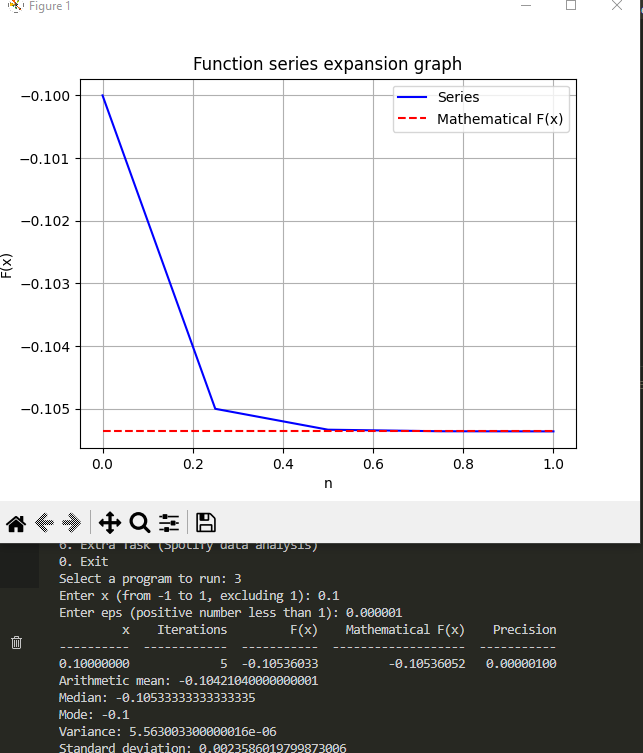 Figure 1
Function series expansion graph
Series
Mathematical F(x)
−0.100
−0.101
−0.102
−0.103
−0.104
−0.105
F(x)
0.0 0.2 0.4 0.6 0.8 1.0
n
6. Extra Task (Spotify data analysis)
0. Exit
Select a program to run: 3
Enter x (from -1 to 1, excluding 1): 0.1
Enter eps (positive number less than 1): 0.000001
x Iterations F(x) Mathematical F(x) Precision
---------- ------------ ----------- ------------------- -----------
0.10000000 5 -0.10536033 -0.10536052 0.00000100
Arithmetic mean: -0.10421040000000001
Median: -0.10533333333333335
Mode: -0.1
Variance: 5.563003300000016e-06
Standard deviation: 0.0023586019799873006